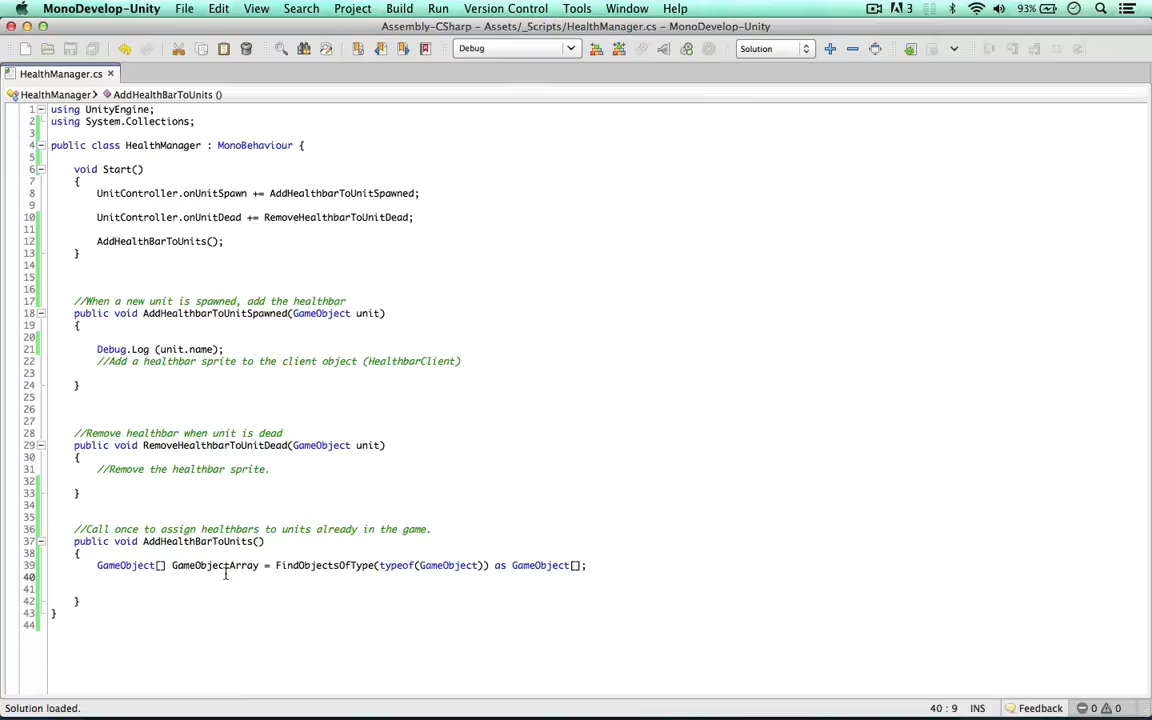 MonoDevelop-Unity File Edit View Search Project Build Run Version Control Tools Window Help 3 93%
Assembly-CSharp – Assets/_Scripts/HealthManager.cs – MonoDevelop-Unity
Debug Solution
HealthManager.cs
HealthManager AddHealthBarToUnits ()
1 using UnityEngine;
2 using System.Collections;
3
4 public class HealthManager : MonoBehaviour {
5
6 void Start()
7 {
8 UnitController.onUnitSpawn += AddHealthbarToUnitSpawned;
9
10 UnitController.onUnitDead += RemoveHealthbarToUnitDead;
11
12 AddHealthBarToUnits();
13 }
14
15
16
17 //When a new unit is spawned, add the healthbar
18 public void AddHealthbarToUnitSpawned(GameObject unit)
19 {
20
21 Debug.Log (unit.name);
22 //Add a healthbar sprite to the client object (HealthbarClient)
23
24 }
25
26
27
28 //Remove healthbar when unit is dead
29 public void RemoveHealthbarToUnitDead(GameObject unit)
30 {
31 //Remove the healthbar sprite.
32
33 }
34
35
36 //Call once to assign healthbars to units already in the game.
37 public void AddHealthBarToUnits()
38 {
39 GameObject[] GameObjectArray = FindObjectsOfType(typeof(GameObject)) as GameObject[];
40
41
42 }
43 }
44
Solution loaded. 40 : 9 INS Feedback 0 0